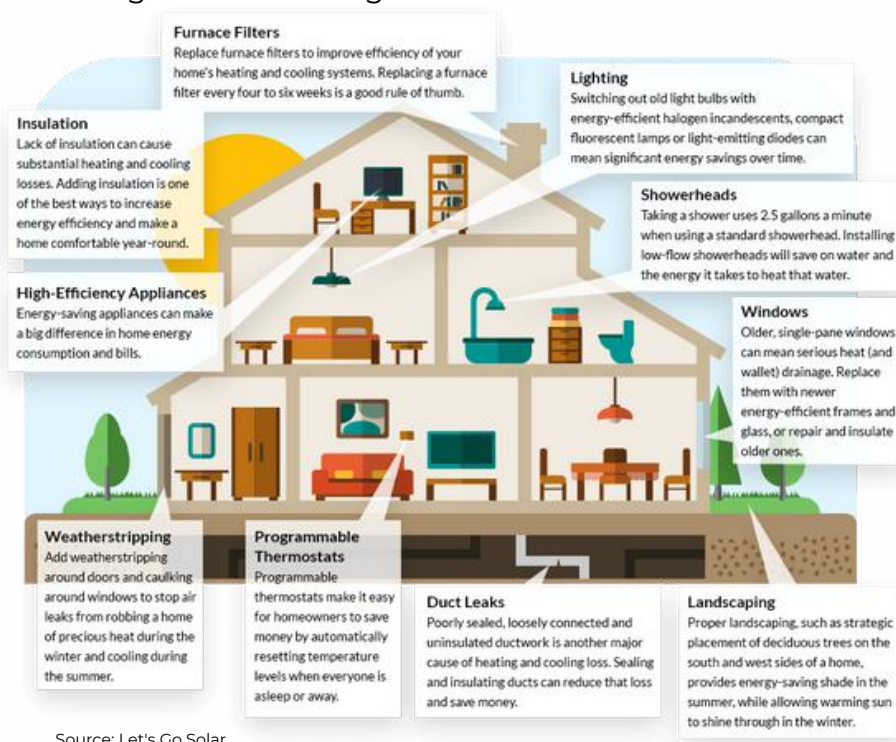 Furnace Filters
Replace furnace filters to improve efficiency of your
home's heating and cooling systems. Replacing a furnace
filter every four to six weeks is a good rule of thumb.
Lighting
Switching out old light bulbs with
energy-efficient halogen incandescents, compact
fluorescent lamps or light-emitting diodes can
mean significant energy savings over time.
Insulation
Lack of insulation can cause
substantial heating and cooling
losses. Adding insulation is one
of the best ways to increase
energy efficiency and make a
home comfortable year-round.
Showerheads
Taking a shower uses 2.5 gallons a minute
when using a standard showerhead. Installing
low-flow showerheads will save on water and
the energy it takes to heat that water.
High-Efficiency Appliances
Energy-saving appliances can make
a big difference in home energy
consumption and bills.
Windows
Older, single-pane windows
can mean serious heat (and
wallet) drainage. Replace
them with newer
energy-efficient frames and
glass, or repair and insulate
older ones.
Weatherstripping
Add weatherstripping
around doors and caulking
around windows to stop air
leaks from robbing a home
of precious heat during the
winter and cooling during
the summer.
Programmable
Thermostats
Programmable
thermostats make it easy
for homeowners to save
money by automatically
resetting temperature
levels when everyone is
asleep or away.
Duct Leaks
Poorly sealed, loosely connected and
uninsulated ductwork is another major
cause of heating and cooling loss. Sealing
and insulating ducts can reduce that loss
and save money.
Landscaping
Proper landscaping, such as strategic
placement of deciduous trees on the
south and west sides of a home,
provides energy-saving shade in the
summer, while allowing warming sun
to shine through in the winter.
Source: Let's Go Solar